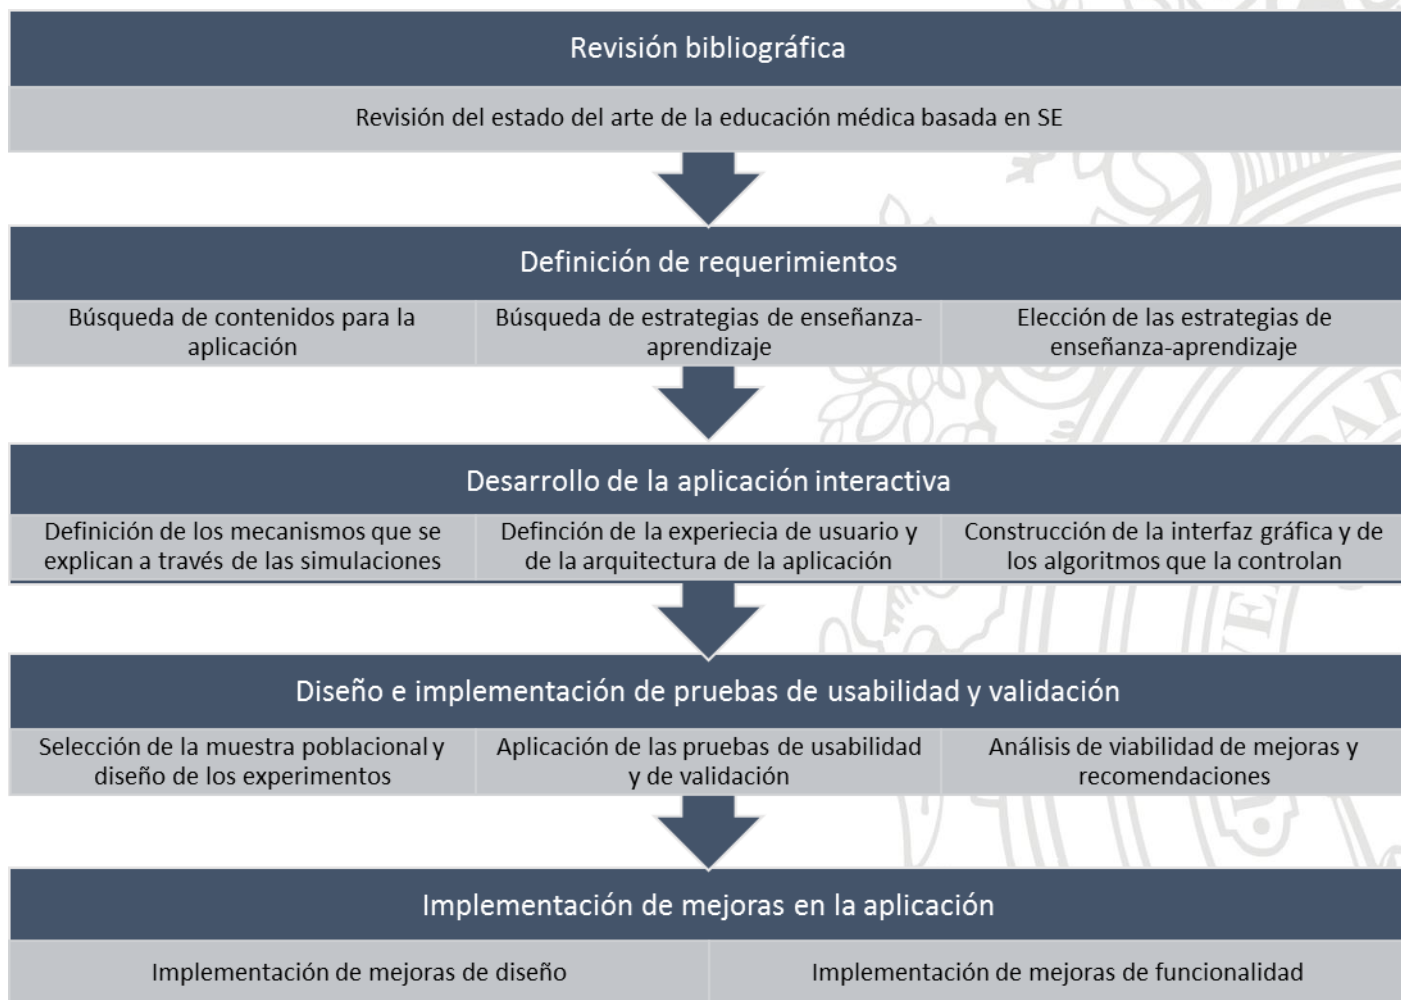 Revisión bibliográfica
Revisión del estado del arte de la educación médica basada en SE
Definición de requerimientos
Búsqueda de contenidos para la
aplicación
Búsqueda de estrategias de enseñanza-
aprendizaje
Elección de las estrategias de
enseñanza-aprendizaje
Desarrollo de la aplicación interactiva
Definición de los mecanismos que se
explican a través de las simulaciones
Definción de la experiecia de usuario y
de la arquitectura de la aplicación
Construcción de la interfaz gráfica y de
los algoritmos que la controlan
Diseño e implementación de pruebas de usabilidad y validación
Selección de la muestra poblacional y
diseño de los experimentos
Aplicación de las pruebas de usabilidad
y de validación
Análisis de viabilidad de mejoras y
recomendaciones
Implementación de mejoras en la aplicación
Implementación de mejoras de diseño
Implementación de mejoras de funcionalidad